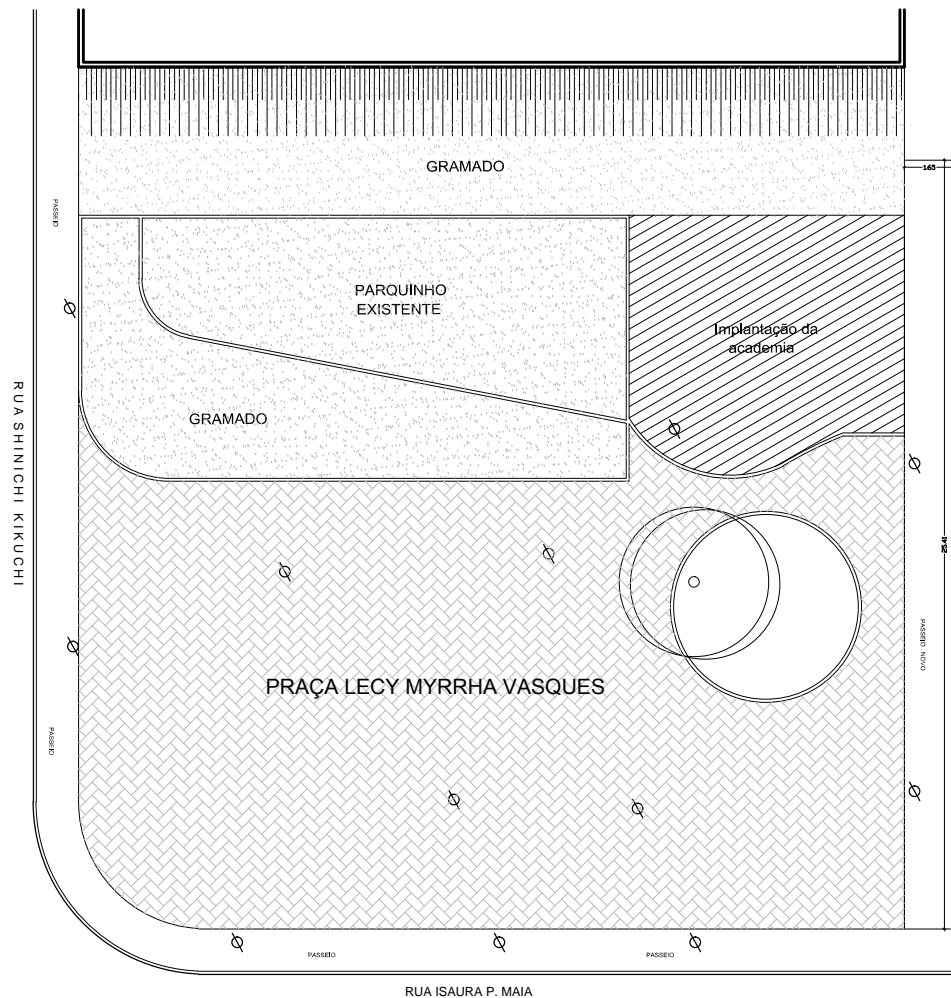 GRAMADO
165
PASSEIO
PARQUINHO
EXISTENTE
Implantação da
academia
GRAMADO
RUA SHINICHI KIKUCHI
PASSEIO NOVO
PRAÇA LECY MYRRHA VASQUES
PASSEIO
PASSEIO
PASSEIO
RUA ISAURA P. MAIA